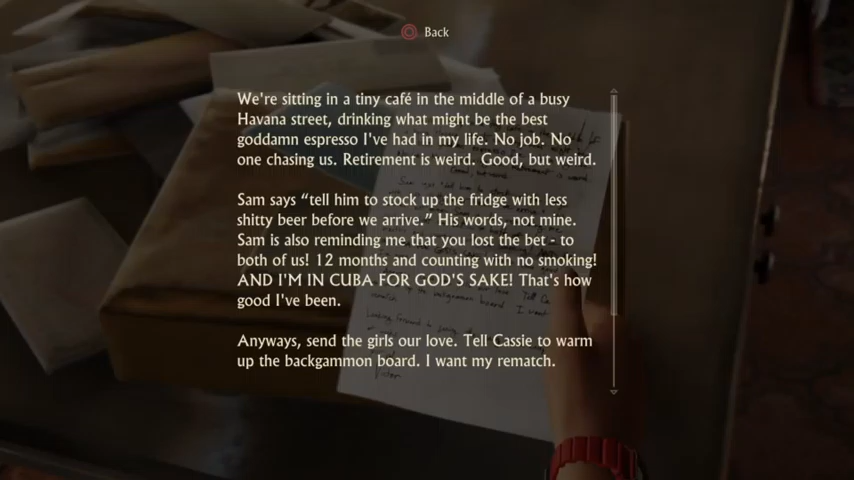 Back
We're sitting in a tiny café in the middle of a busy
Havana street, drinking what might be the best
goddamn espresso I've had in my life. No job. No
one chasing us. Retirement is weird. Good, but weird.
Sam says “tell him to stock up the fridge with less
shitty beer before we arrive.” His words, not mine.
Sam is also reminding me that you lost the bet - to
both of us! 12 months and counting with no smoking!
AND I'M IN CUBA FOR GOD'S SAKE! That's how
good I've been.
Anyways, send the girls our love. Tell Cassie to warm
up the backgammon board. I want my rematch.